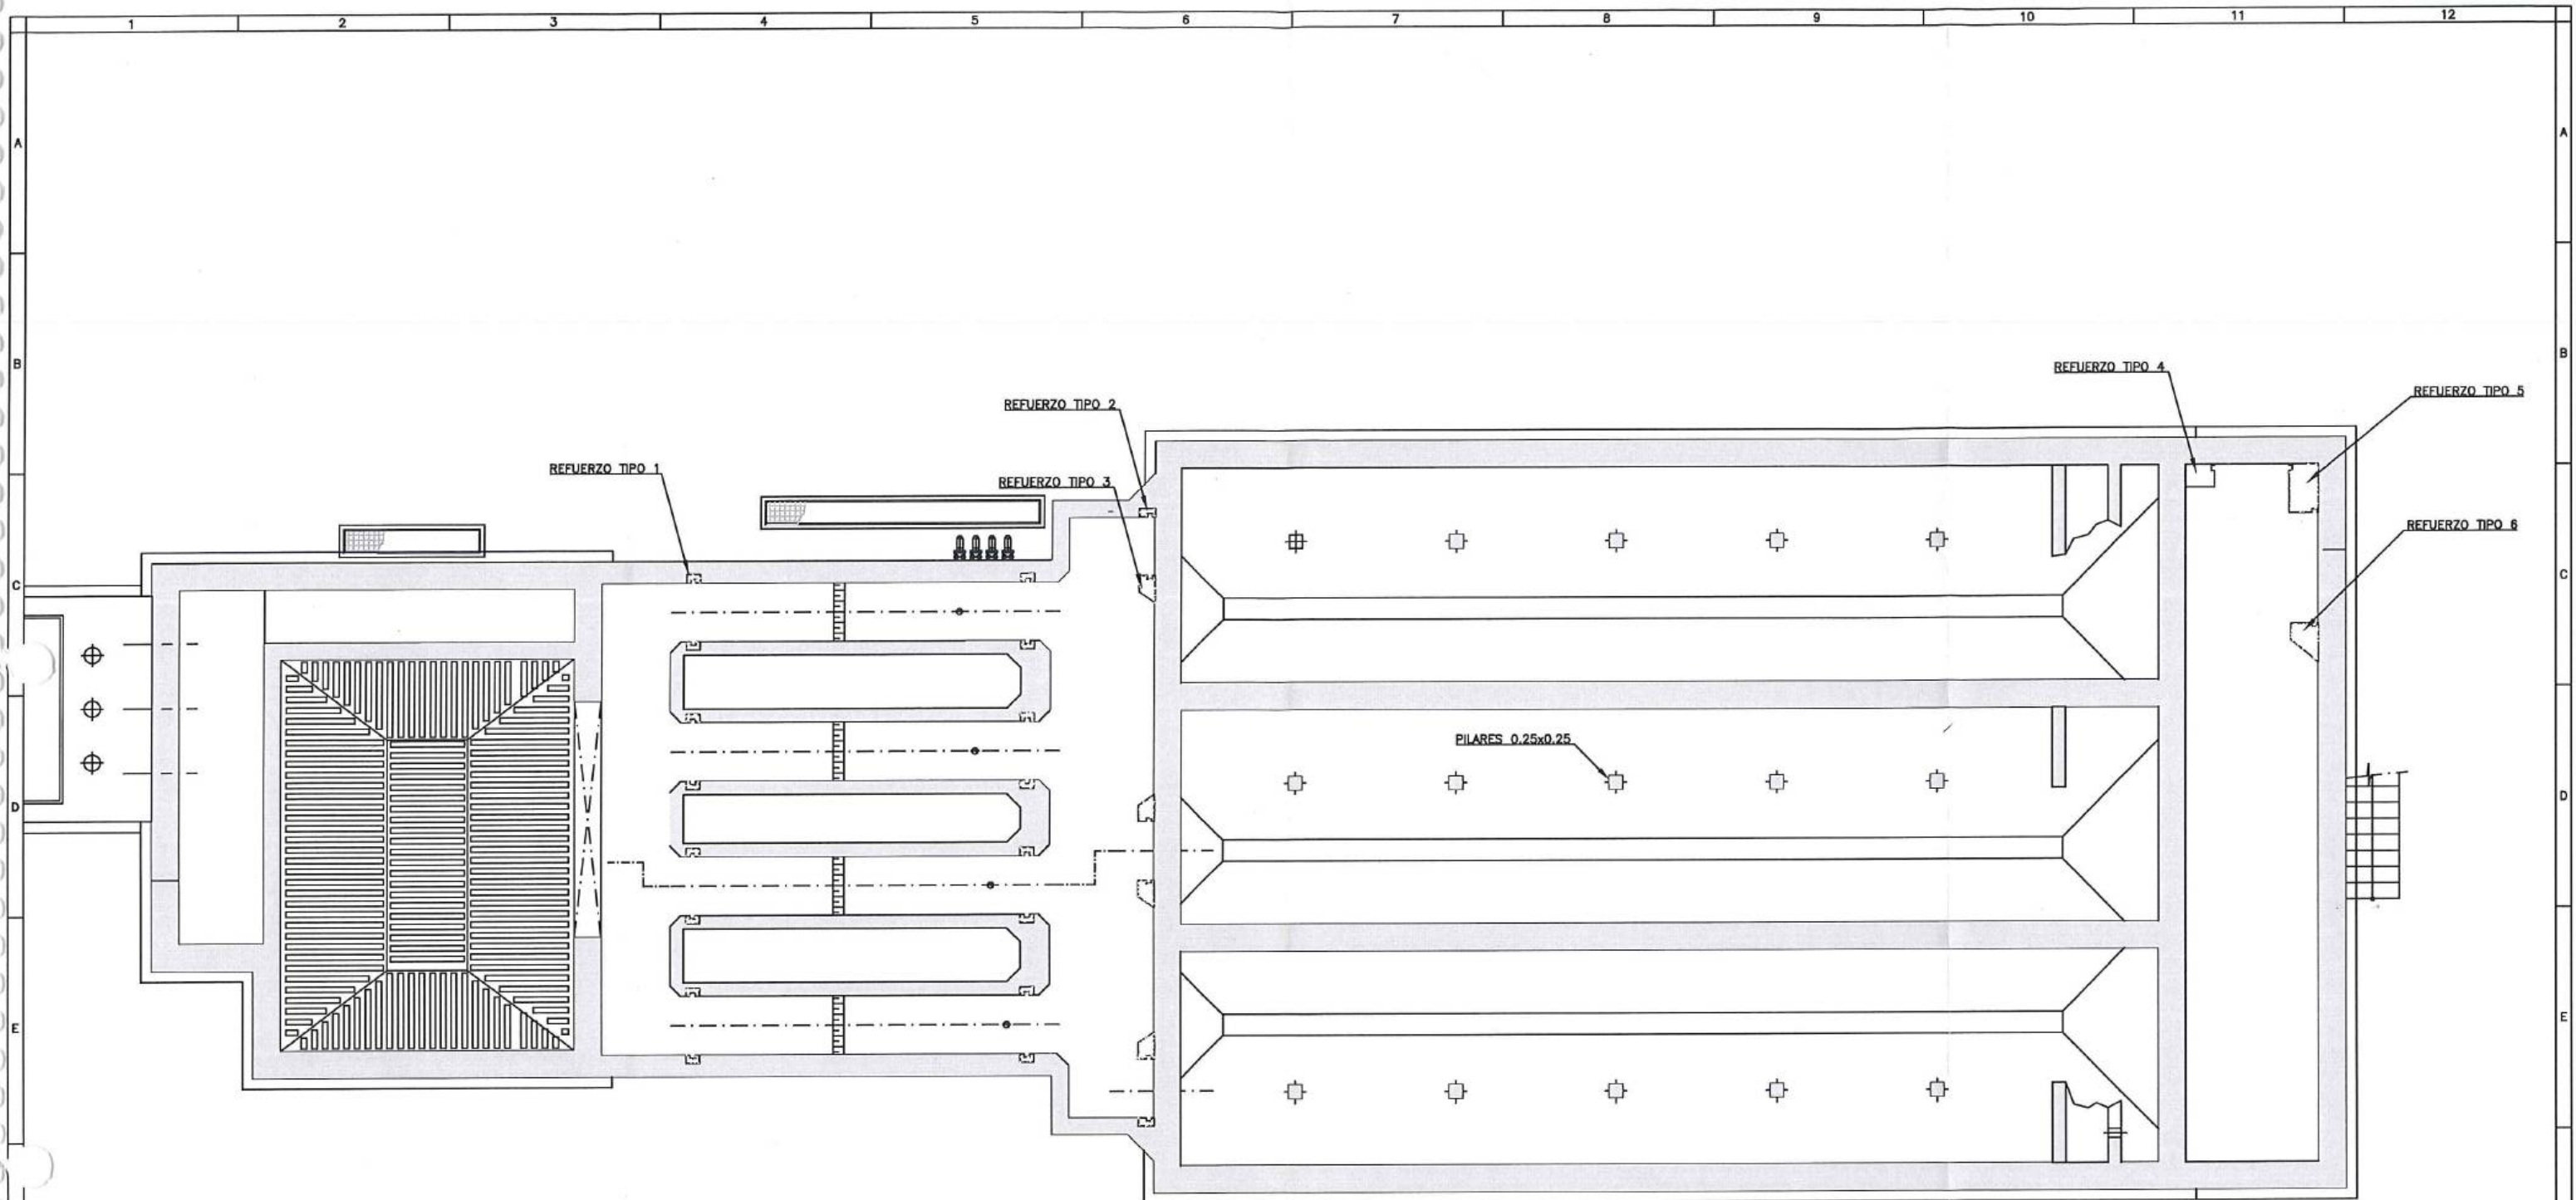 1 2 3 4 5 6 7 8 9 10 11 12
A A
B B
REFUERZO TIPO 4
REFUERZO TIPO 5
REFUERZO TIPO 2
REFUERZO TIPO 1
REFUERZO TIPO 3
REFUERZO TIPO 6
C C
PILARES 0.25x0.25
D D
E E